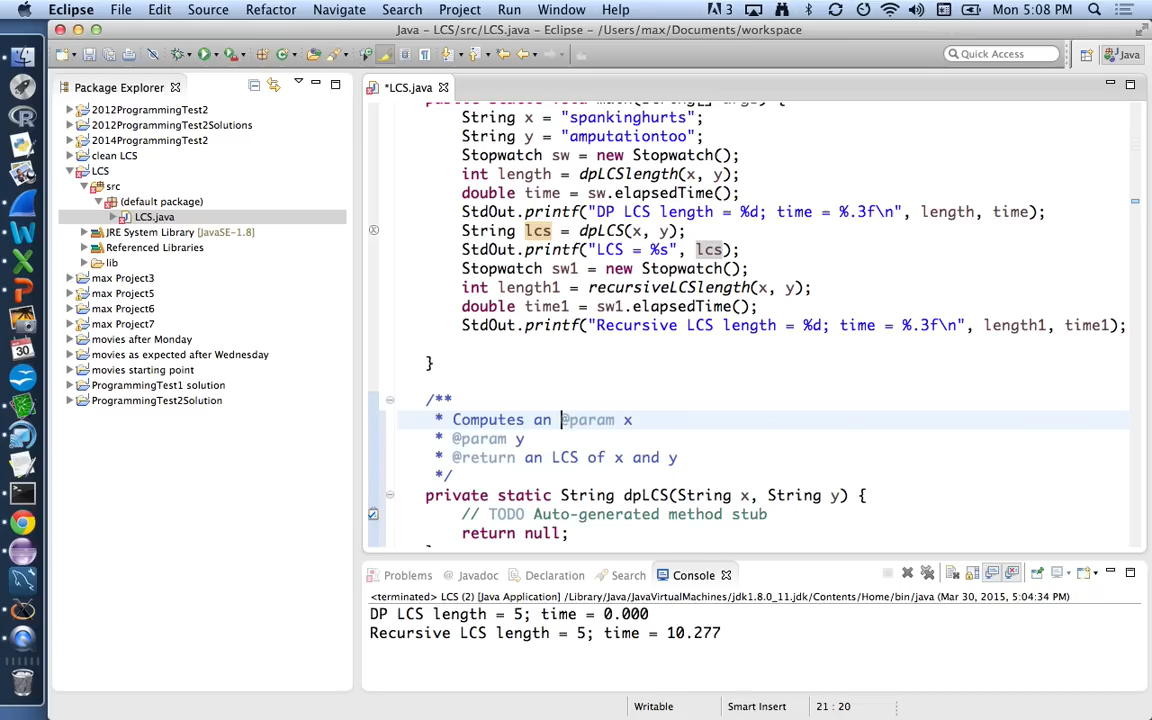 Eclipse File Edit Source Refactor Navigate Search Project Run Window Help 3 Mon 5:08 PM
Java - LCS/src/LCS.java - Eclipse - /Users/max/Documents/workspace
Quick Access Java
Package Explorer
*LCS.java
2012ProgrammingTest2
2012ProgrammingTest2Solutions
2014ProgrammingTest2
clean LCS
LCS
src
(default package)
LCS.java
JRE System Library [JavaSE-1.8]
Referenced Libraries
lib
max Project3
max Project5
max Project6
max Project7
movies after Monday
movies as expected after Wednesday
movies starting point
ProgrammingTest1 solution
ProgrammingTest2Solution
30
String x = "spankinghurts";
String y = "amputationtoo";
Stopwatch sw = new Stopwatch();
int length = dpLCSlength(x, y);
double time = sw.elapsedTime();
StdOut.printf("DP LCS length = %d; time = %.3f\n", length, time);
String lcs = dpLCS(x, y);
StdOut.printf("LCS = %s", lcs);
Stopwatch sw1 = new Stopwatch();
int length1 = recursiveLCSlength(x, y);
double time1 = sw1.elapsedTime();
StdOut.printf("Recursive LCS length = %d; time = %.3f\n", length1, time1);
}
/**
* Computes an @param x
* @param y
* @return an LCS of x and y
*/
private static String dpLCS(String x, String y) {
// TODO Auto-generated method stub
return null;
Problems @ Javadoc Declaration Search Console
<terminated> LCS (2) [Java Application] /Library/Java/JavaVirtualMachines/jdk1.8.0_11.jdk/Contents/Home/bin/java (Mar 30, 2015, 5:04:34 PM)
DP LCS length = 5; time = 0.000
Recursive LCS length = 5; time = 10.277
Writable Smart Insert 21 : 20